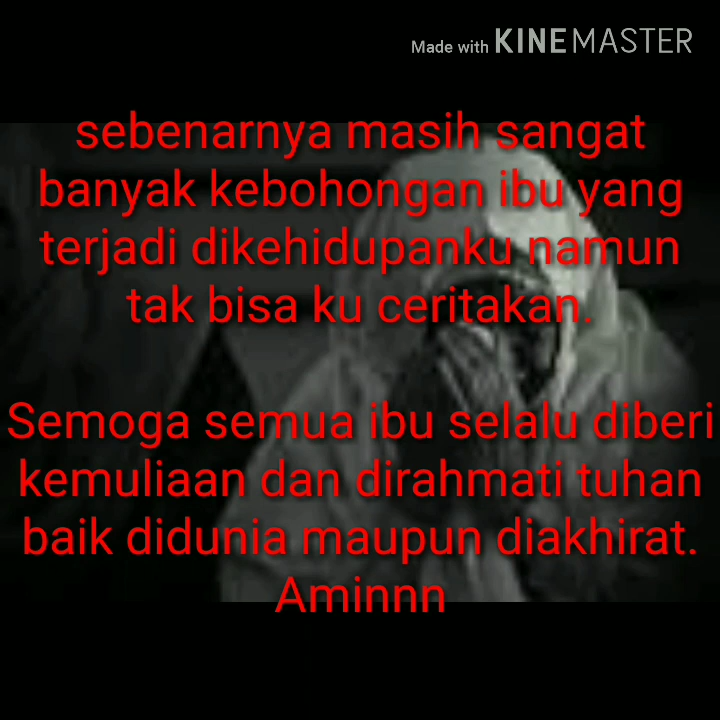 Made with KINEMASTER
sebenarnya masih sangat
banyak kebohongan ibu yang
terjadi dikehidupanku namun
tak bisa ku ceritakan.
Semoga semua ibu selalu diberi
kemuliaan dan dirahmati tuhan
baik didunia maupun diakhirat.
Aminnn